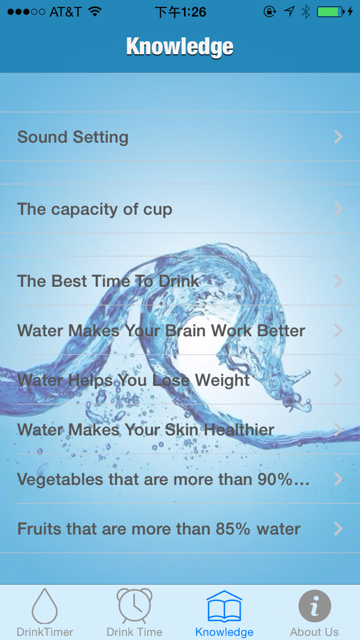 AT&T 下午1:26
Knowledge
Sound Setting
The capacity of cup
The Best Time To Drink
Water Makes Your Brain Work Better
Water Helps You Lose Weight
Water Makes Your Skin Healthier
Vegetables that are more than 90%...
Fruits that are more than 85% water
DrinkTimer Drink Time Knowledge About Us